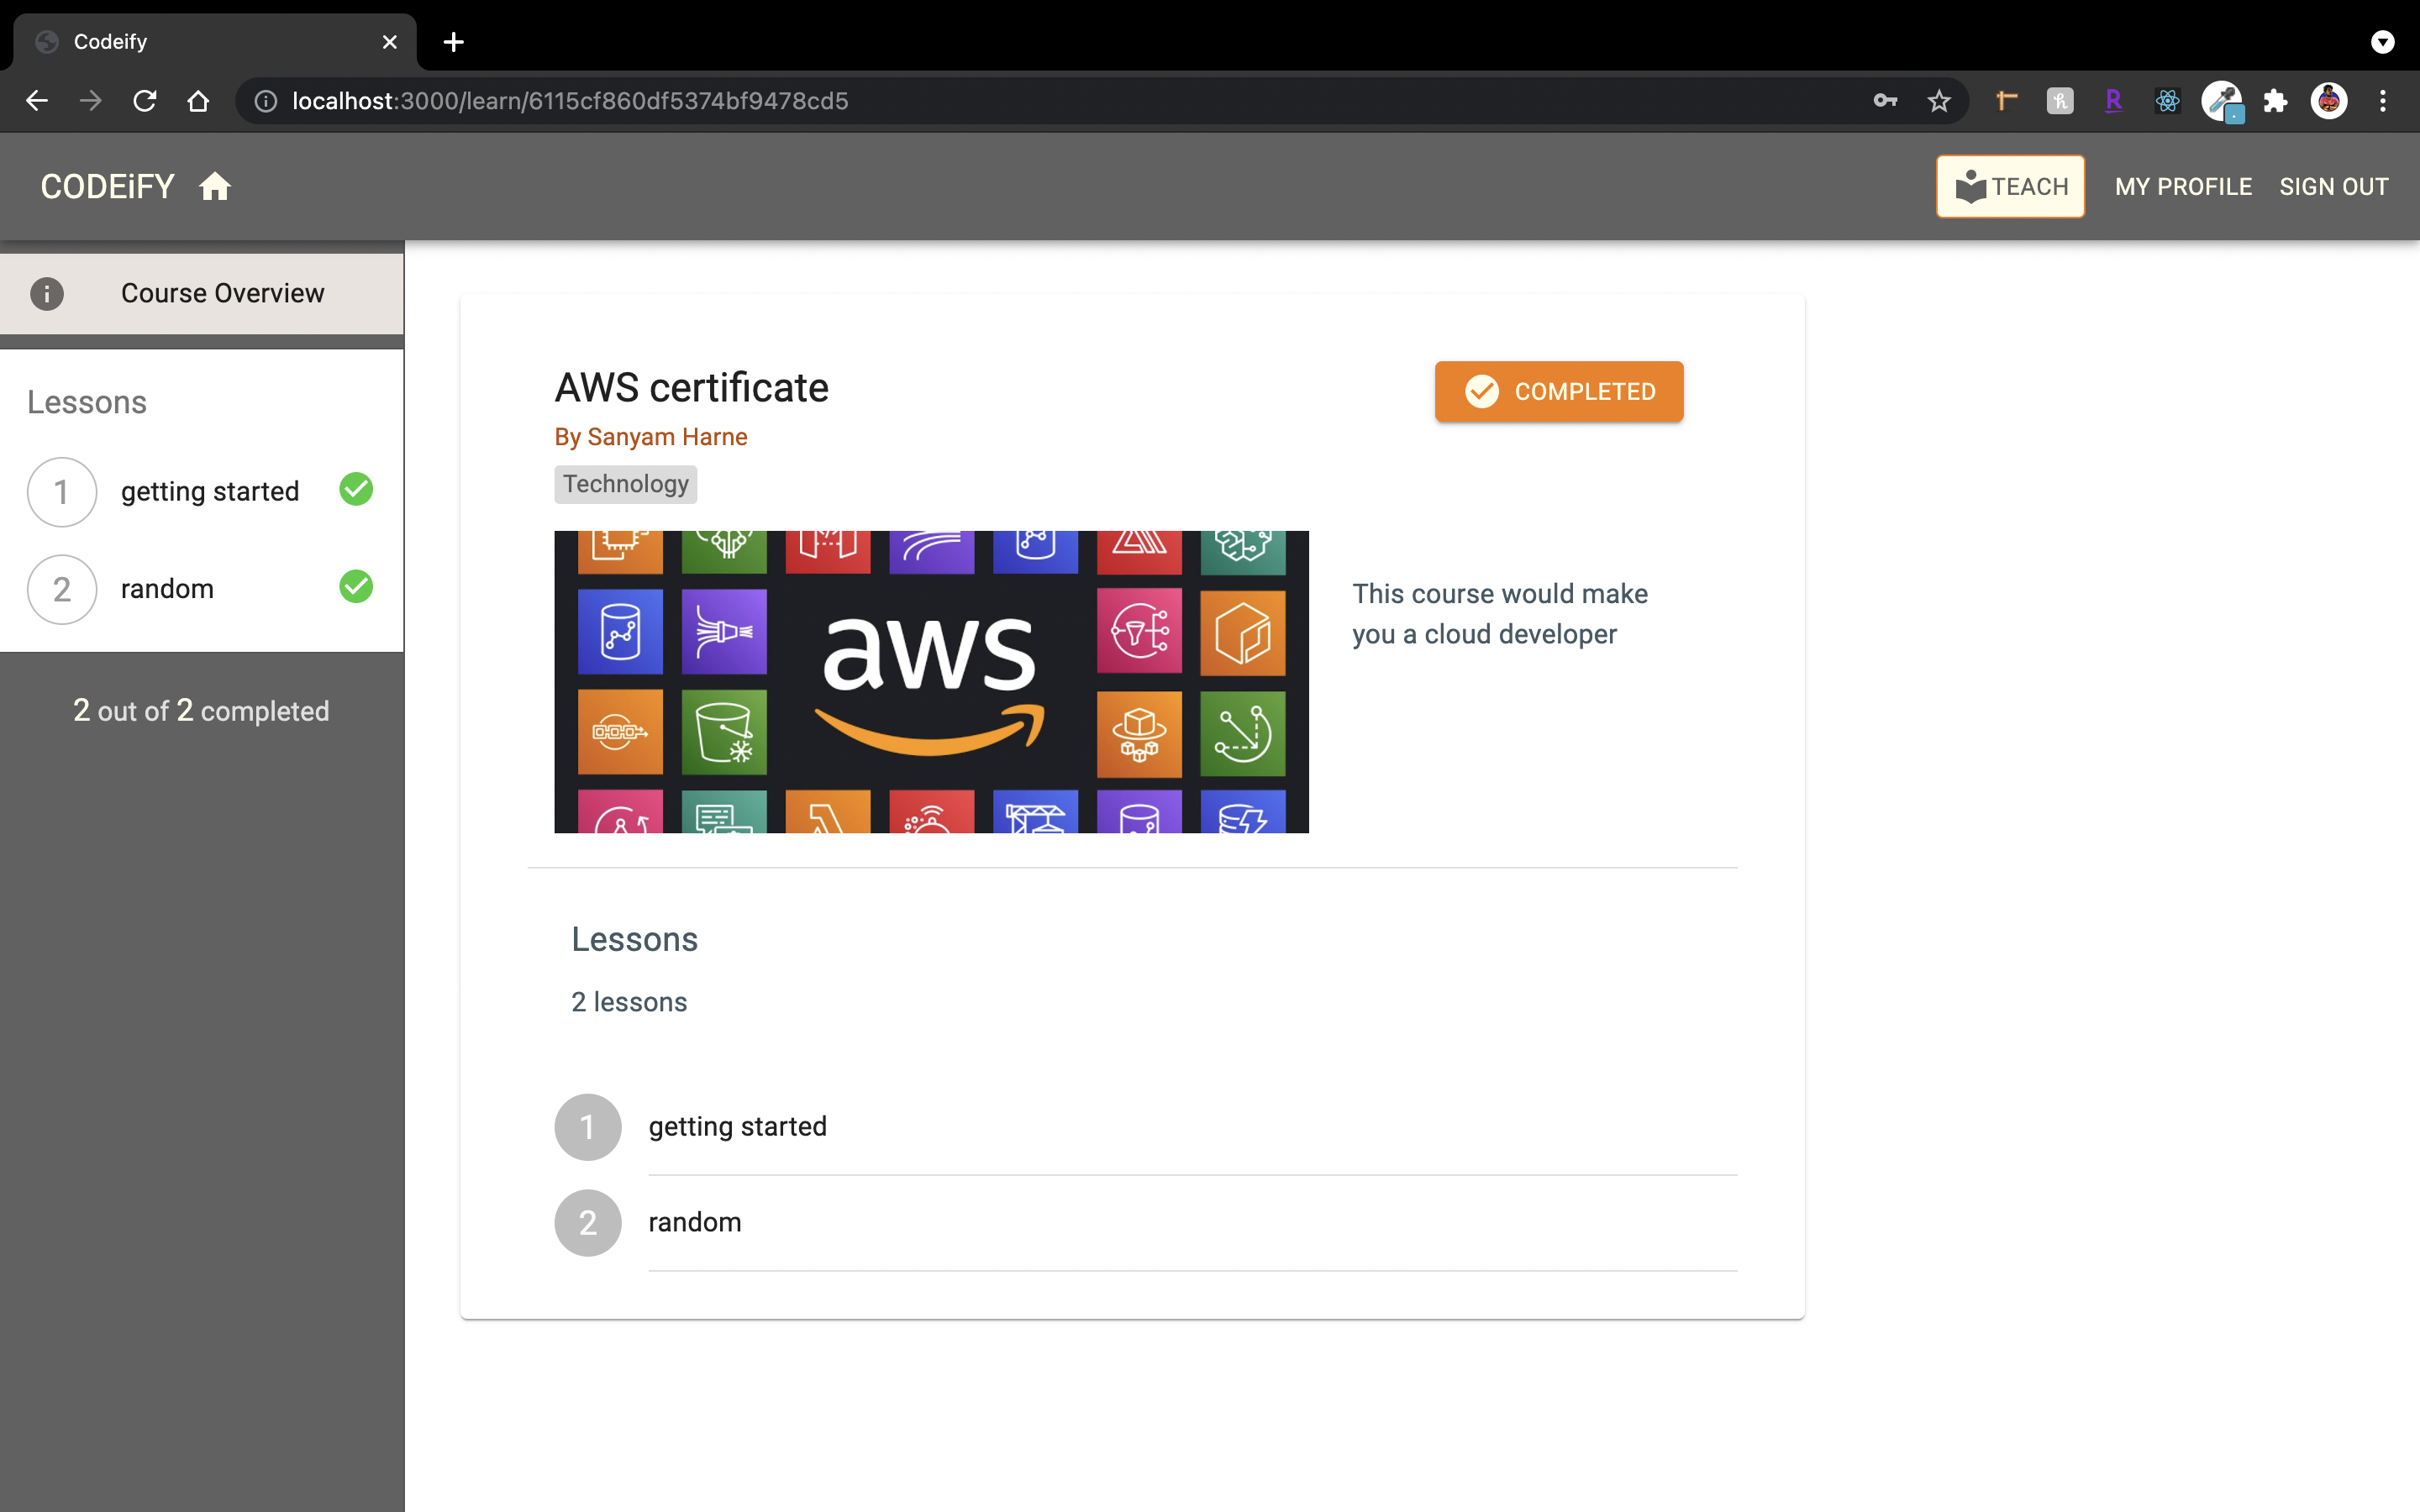 Codeify
localhost:3000/learn/6115cf860df5374bf9478cd5
CODEiFY
TEACH
MY PROFILE
SIGN OUT
Course Overview
Lessons
1 getting started
2 random
2 out of 2 completed
AWS certificate
COMPLETED
By Sanyam Harne
Technology
aws
This course would make
you a cloud developer
Lessons
2 lessons
1 getting started
2 random